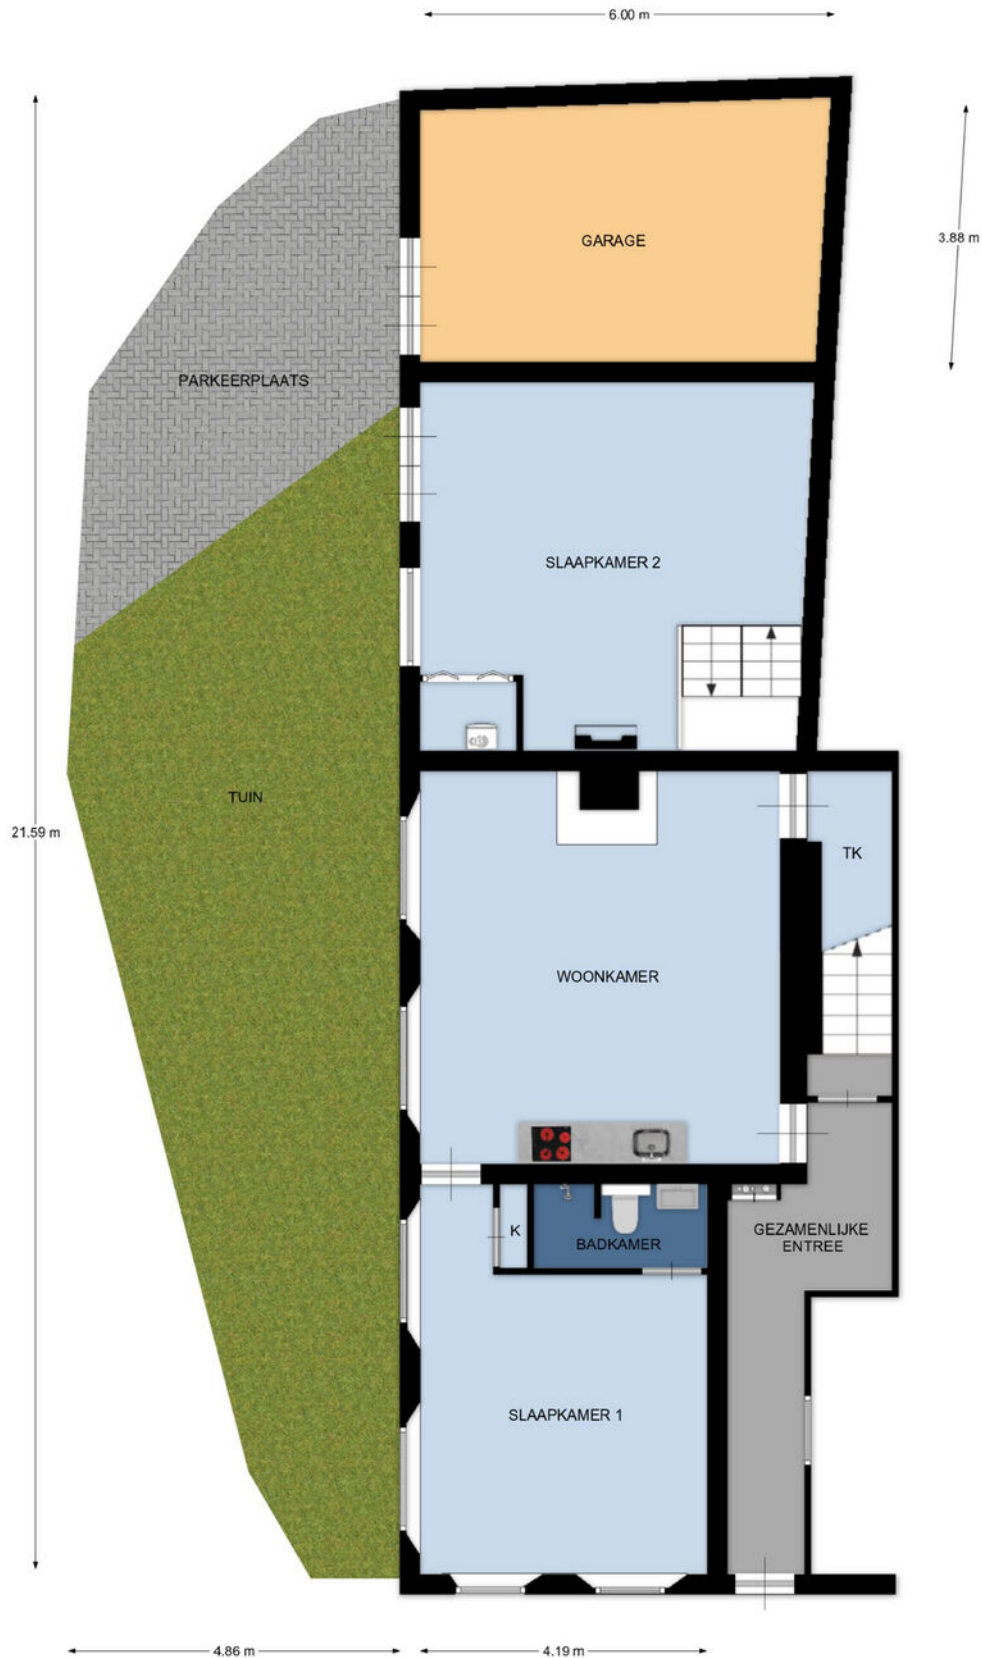 6.00 m
GARAGE
3.88 m
PARKEERPLAATS
SLAAPKAMER 2
TUIN
21.59 m
TK
WOONKAMER
K
BADKAMER
GEZAMENLIJKE
ENTREE
SLAAPKAMER 1
4.86 m
4.19 m